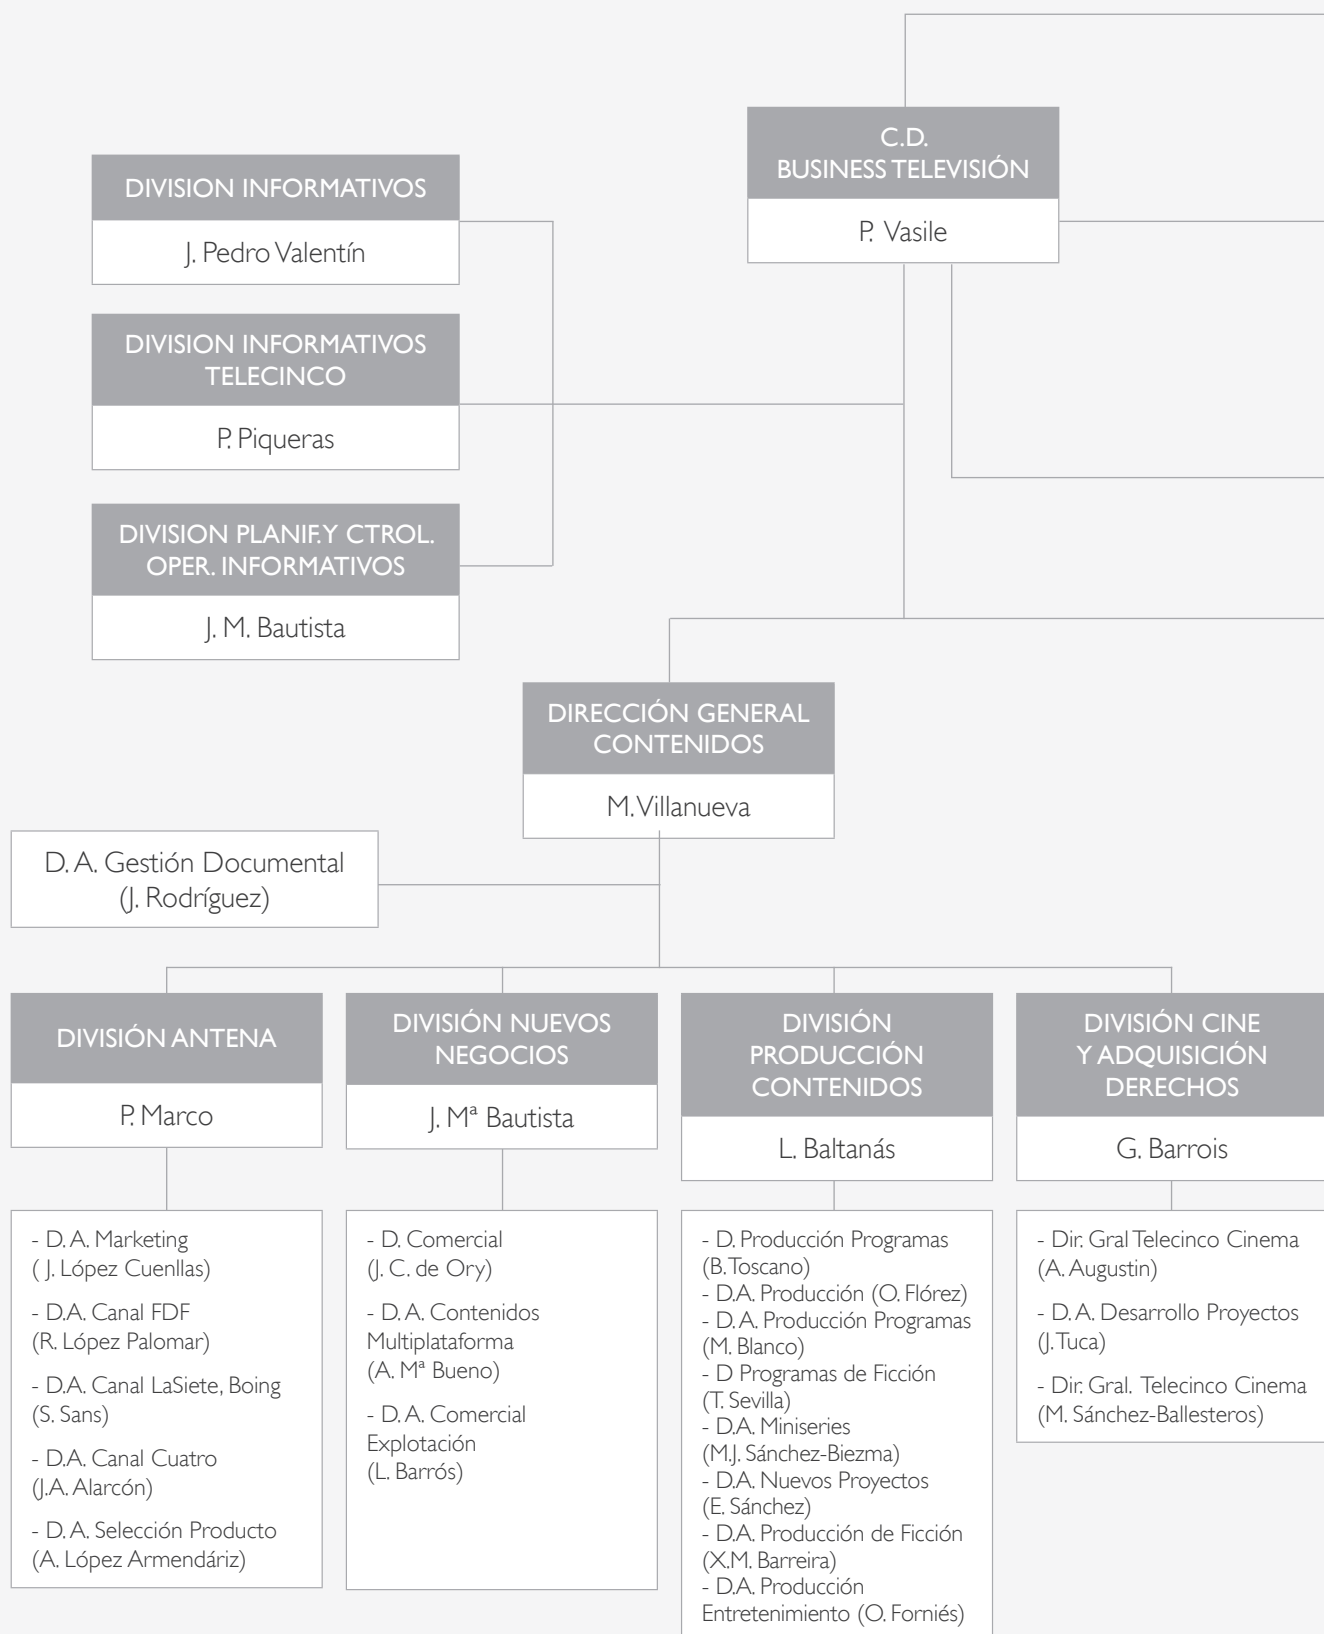 C.D.
BUSINESS TELEVISIÓN
P. Vasile
DIVISION INFORMATIVOS
J. Pedro Valentín
DIVISION INFORMATIVOS
TELECINCO
P. Piqueras
DIVISION PLANIF. Y CTROL.
OPER. INFORMATIVOS
J. M. Bautista
DIRECCIÓN GENERAL
CONTENIDOS
M. Villanueva
D. A. Gestión Documental
(J. Rodríguez)
DIVISIÓN ANTENA
P. Marco
- D. A. Marketing
( J. López Cuenllas)
- D.A. Canal FDF
(R. López Palomar)
- D.A. Canal LaSiete, Boing
(S. Sans)
- D.A. Canal Cuatro
(J.A. Alarcón)
- D. A. Selección Producto
(A. López Armendáriz)
DIVISIÓN NUEVOS
NEGOCIOS
J. Mª Bautista
- D. Comercial
(J. C. de Ory)
- D. A. Contenidos
Multiplataforma
(A. Mª Bueno)
- D. A. Comercial
Explotación
(L. Barrós)
DIVISIÓN
PRODUCCIÓN
CONTENIDOS
L. Baltanás
- D. Producción Programas
(B. Toscano)
- D.A. Producción (O. Flórez)
- D. A. Producción Programas
(M. Blanco)
- D Programas de Ficción
(T. Sevilla)
- D.A. Miniseries
(M.J. Sánchez-Biezma)
- D.A. Nuevos Proyectos
(E. Sánchez)
- D.A. Producción de Ficción
(X.M. Barreira)
- D.A. Producción
Entretenimiento (O. Forniés)
DIVISIÓN CINE
Y ADQUISICIÓN
DERECHOS
G. Barrois
- Dir. Gral Telecinco Cinema
(A. Augustin)
- D. A. Desarrollo Proyectos
(J. Tuca)
- Dir. Gral. Telecinco Cinema
(M. Sánchez-Ballesteros)